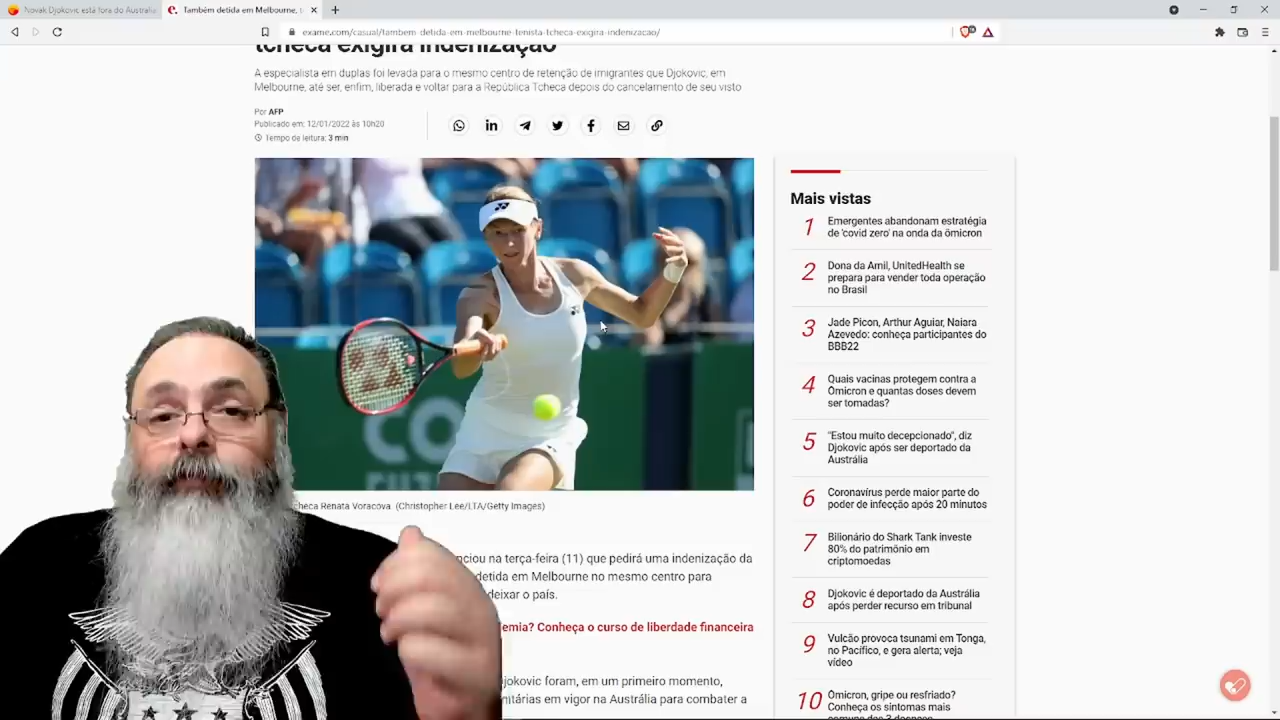 Novak Djokovic está fora do Austrália
Também detida em Melbourne,
exame.com/casual/tambem-detida-em-melbourne-tenista-tcheca-exigira-indenizacao/
tcheca exigirá indenização
A especialista em duplas foi levada para o mesmo centro de retenção de imigrantes que Djokovic, em
Melbourne, até ser, enfim, liberada e voltar para a República Tcheca depois do cancelamento de seu visto
Por AFP
Publicado em: 12/01/2022 às 10h20
Tempo de leitura: 3 min
checa Renata Voracova (Christopher Lee/LTA/Getty Images)
nciou na terça-feira (11) que pedirá uma indenização da
detida em Melbourne no mesmo centro para
deixar o país.
emia? Conheça o curso de liberdade financeira
jokovic foram, em um primeiro momento,
nitárias em vigor na Austrália para combater a
Mais vistas
1 Emergentes abandonam estratégia
de 'covid zero' na onda da ômicron
2 Dona da Amil, UnitedHealth se
prepara para vender toda operação
no Brasil
3 Jade Picon, Arthur Aguiar, Naiara
Azevedo: conheça participantes do
BBB22
4 Quais vacinas protegem contra a
Ômicron e quantas doses devem
ser tomadas?
5 "Estou muito decepcionado", diz
Djokovic após ser deportado da
Austrália
6 Coronavírus perde maior parte do
poder de infecção após 20 minutos
7 Bilionário do Shark Tank investe
80% do patrimônio em
criptomoedas
8 Djokovic é deportado da Austrália
após perder recurso em tribunal
9 Vulcão provoca tsunami em Tonga,
no Pacífico, e gera alerta; veja
vídeo
10 Ômicron, gripe ou resfriado?
Conheça os sintomas mais